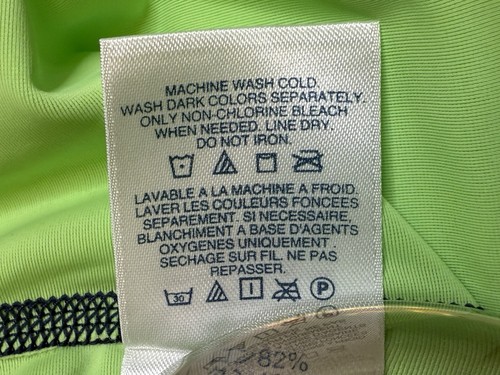 MACHINE WASH COLD.
WASH DARK COLORS SEPARATELY.
ONLY NON-CHLORINE BLEACH
WHEN NEEDED. LINE DRY.
DO NOT IRON.
LAVABLE A LA MACHINE A FROID.
LAVER LES COULEURS FONCEES
SEPAREMENT. SI NECESSAIRE,
BLANCHIMENT A BASE D'AGENTS
OXYGENES UNIQUEMENT.
SECHAGE SUR FIL. NE PAS
REPASSER.
30 P
82%